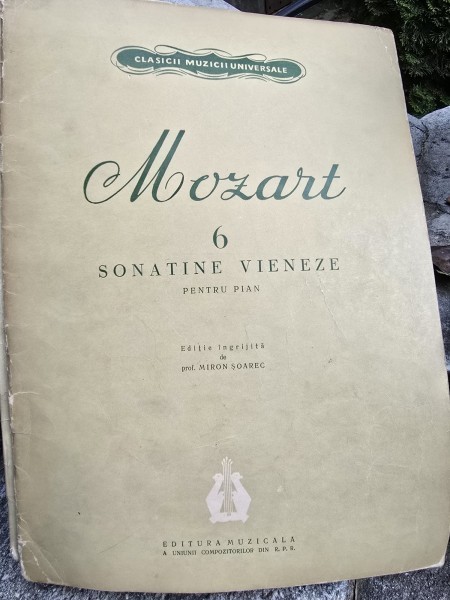 CLASICII MUZICII UNIVERSALE
Mozart
6
SONATINE VIENEZE
PENTRU PIAN
Ediție îngrijită
de
prof. MIRON ȘOAREC
EDITURA MUZICALA
A UNIUNII COMPOZITORILOR DIN R.P.R.